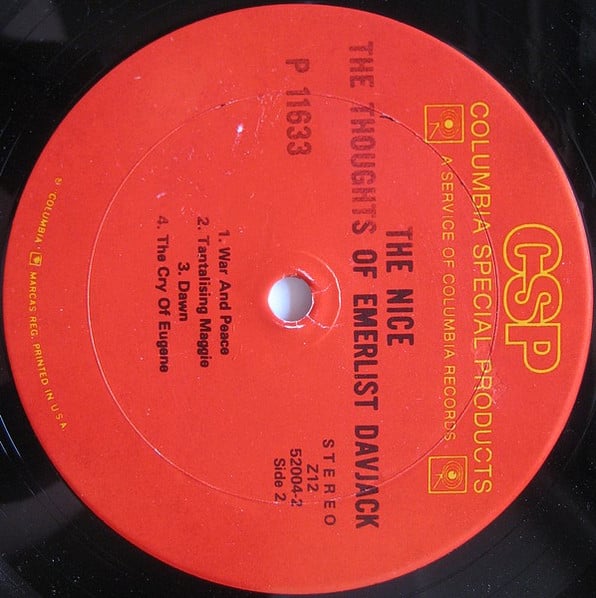 CSP
COLUMBIA SPECIAL PRODUCTS
A SERVICE OF COLUMBIA RECORDS
THE NICE
THE THOUGHTS OF EMERLIST DAVJACK
P 11633
STEREO
Z12
52004-2
Side 2
1. War And Peace
2. Tantalising Maggie
3. Dawn
4. The Cry Of Eugene
® "COLUMBIA", MARCAS REG. PRINTED IN U.S.A.